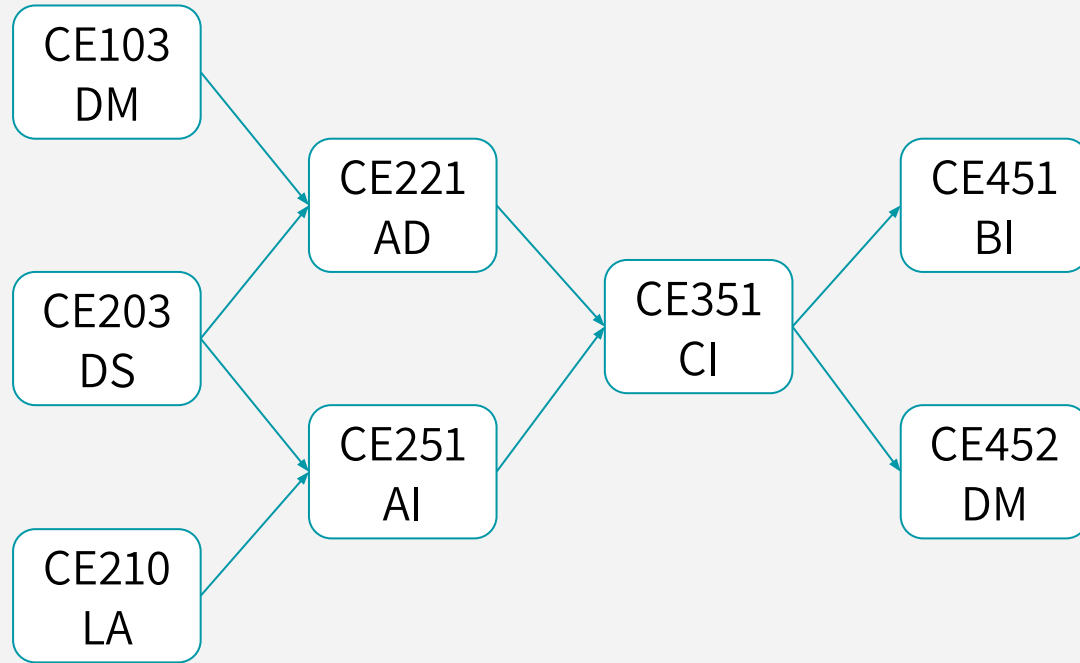 CE103
DM
CE203
DS
CE210
LA
CE221
AD
CE251
AI
CE351
CI
CE451
BI
CE452
DM